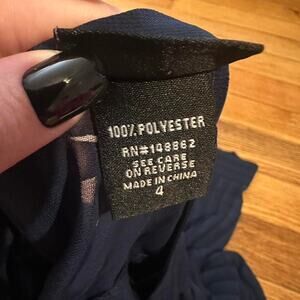 100% POLYESTER
RN#148862
SEE CARE
ON REVERSE
MADE IN CHINA
4